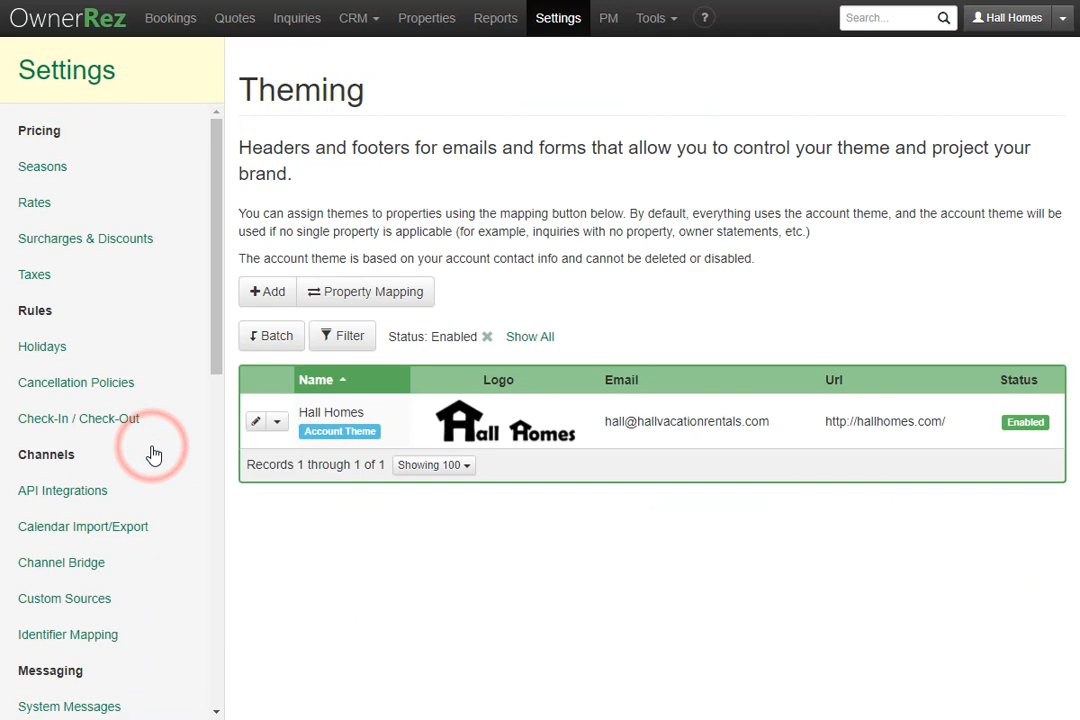 OwnerRez Bookings Quotes Inquiries CRM Properties Reports Settings PM Tools ? Search... Hall Homes
Settings
Pricing
Seasons
Rates
Surcharges & Discounts
Taxes
Rules
Holidays
Cancellation Policies
Check-In / Check-Out
Channels
API Integrations
Calendar Import/Export
Channel Bridge
Custom Sources
Identifier Mapping
Messaging
System Messages
Theming
Headers and footers for emails and forms that allow you to control your theme and project your
brand.
You can assign themes to properties using the mapping button below. By default, everything uses the account theme, and the account theme will be
used if no single property is applicable (for example, inquiries with no property, owner statements, etc.)
The account theme is based on your account contact info and cannot be deleted or disabled.
Add Property Mapping
Batch Filter Status: Enabled Show All
Name Logo Email Url Status
Hall Homes Hall Homes hall@hallvacationrentals.com http://hallhomes.com/ Enabled
Account Theme
Records 1 through 1 of 1 Showing 100